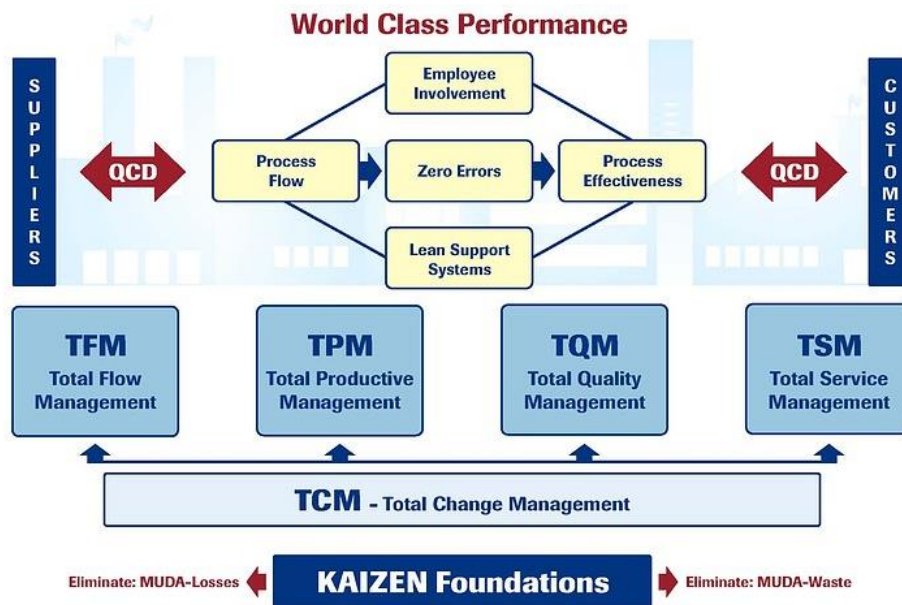 World Class Performance
SUPPLIERS
QCD
Employee
Involvement
Process
Flow
Zero Errors
Process
Effectiveness
Lean Support
Systems
QCD
CUSTOMERS
TFM
Total Flow
Management
TPM
Total Productive
Management
TQM
Total Quality
Management
TSM
Total Service
Management
TCM - Total Change Management
Eliminate: MUDA-Losses
KAIZEN Foundations
Eliminate: MUDA-Waste